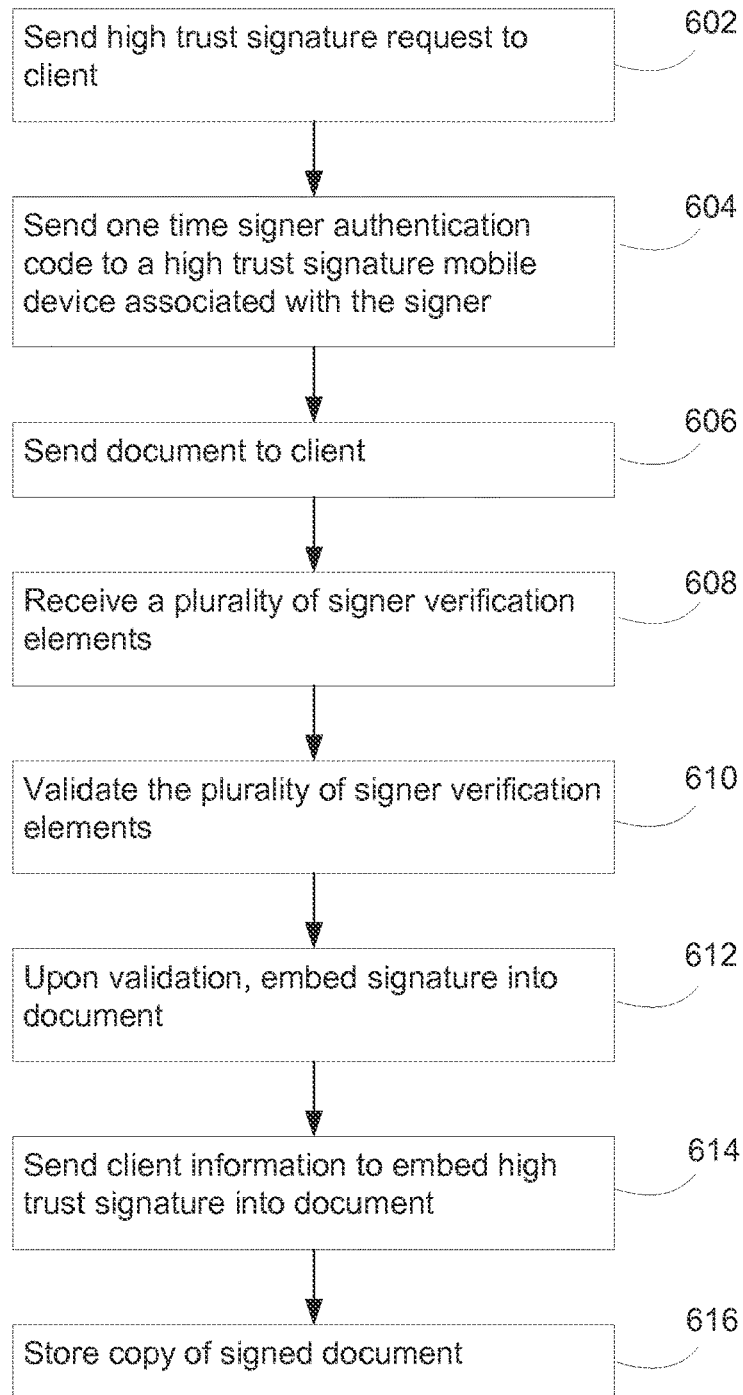 Send high trust signature request to
client
602
Send one time signer authentication
code to a high trust signature mobile
device associated with the signer
604
Send document to client
606
Receive a plurality of signer verification
elements
608
Validate the plurality of signer verification
elements
610
Upon validation, embed signature into
document
612
Send client information to embed high
trust signature into document
614
Store copy of signed document
616